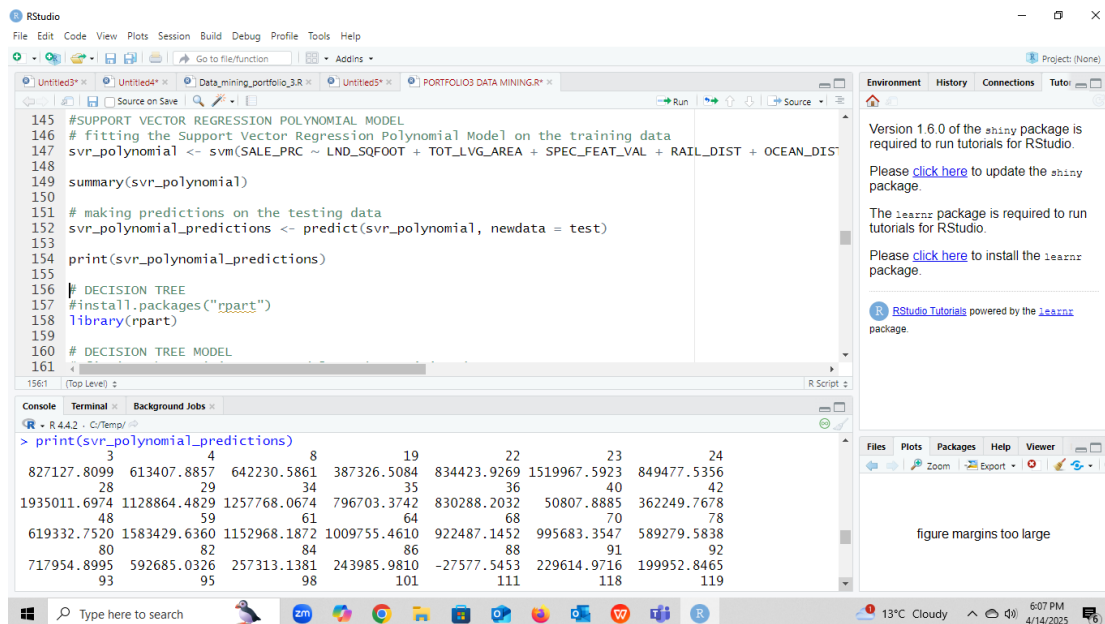 RStudio
File Edit Code View Plots Session Build Debug Profile Tools Help
Go to file/function
Addins
Project: (None)
Untitled3* Untitled4* Data_mining_portfolio_3.R Untitled5* PORTFOLIO3 DATA MINING.R*
Source on Save
Run
Source
145 #SUPPORT VECTOR REGRESSION POLYNOMIAL MODEL
146 # fitting the Support Vector Regression Polynomial Model on the training data
147 svr_polynomial <- svm(SALE_PRC ~ LND_SQFOOT + TOT_LVG_AREA + SPEC_FEAT_VAL + RAIL_DIST + OCEAN_DIST
148
149 summary(svr_polynomial)
150
151 # making predictions on the testing data
152 svr_polynomial_predictions <- predict(svr_polynomial, newdata = test)
153
154 print(svr_polynomial_predictions)
155
156 # DECISION TREE
157 #install.packages("rpart")
158 library(rpart)
159
160 # DECISION TREE MODEL
161
156:1 (Top Level) R Script
Console Terminal Background Jobs
R 4.4.2 · C:/Temp/
> print(svr_polynomial_predictions)
3 4 8 19 22 23 24
827127.8099 613407.8857 642230.5861 387326.5084 834423.9269 1519967.5923 849477.5356
28 29 34 35 36 40 42
1935011.6974 1128864.4829 1257768.0674 796703.3742 830288.2032 50807.8885 362249.7678
48 59 61 64 68 70 78
619332.7520 1583429.6360 1152968.1872 1009755.4610 922487.1452 995683.3547 589279.5838
80 82 84 86 88 91 92
717954.8995 592685.0326 257313.1381 243985.9810 -27577.5453 229614.9716 199952.8465
93 95 98 101 111 118 119
Environment History Connections Tutor
Version 1.6.0 of the shiny package is
required to run tutorials for RStudio.
Please click here to update the shiny
package.
The learnr package is required to run
tutorials for RStudio.
Please click here to install the learnr
package.
RStudio Tutorials powered by the learnr
package.
Files Plots Packages Help Viewer
Zoom Export
figure margins too large
Type here to search
zm
13°C Cloudy
6:07 PM
4/14/2025
6